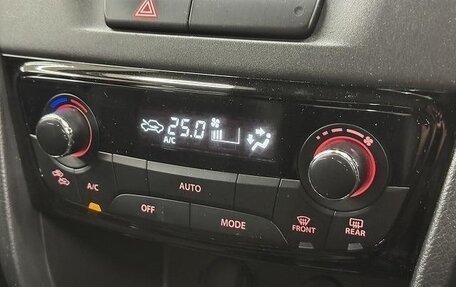 25.0
A/C
A/C
AUTO
OFF
MODE
FRONT
REAR